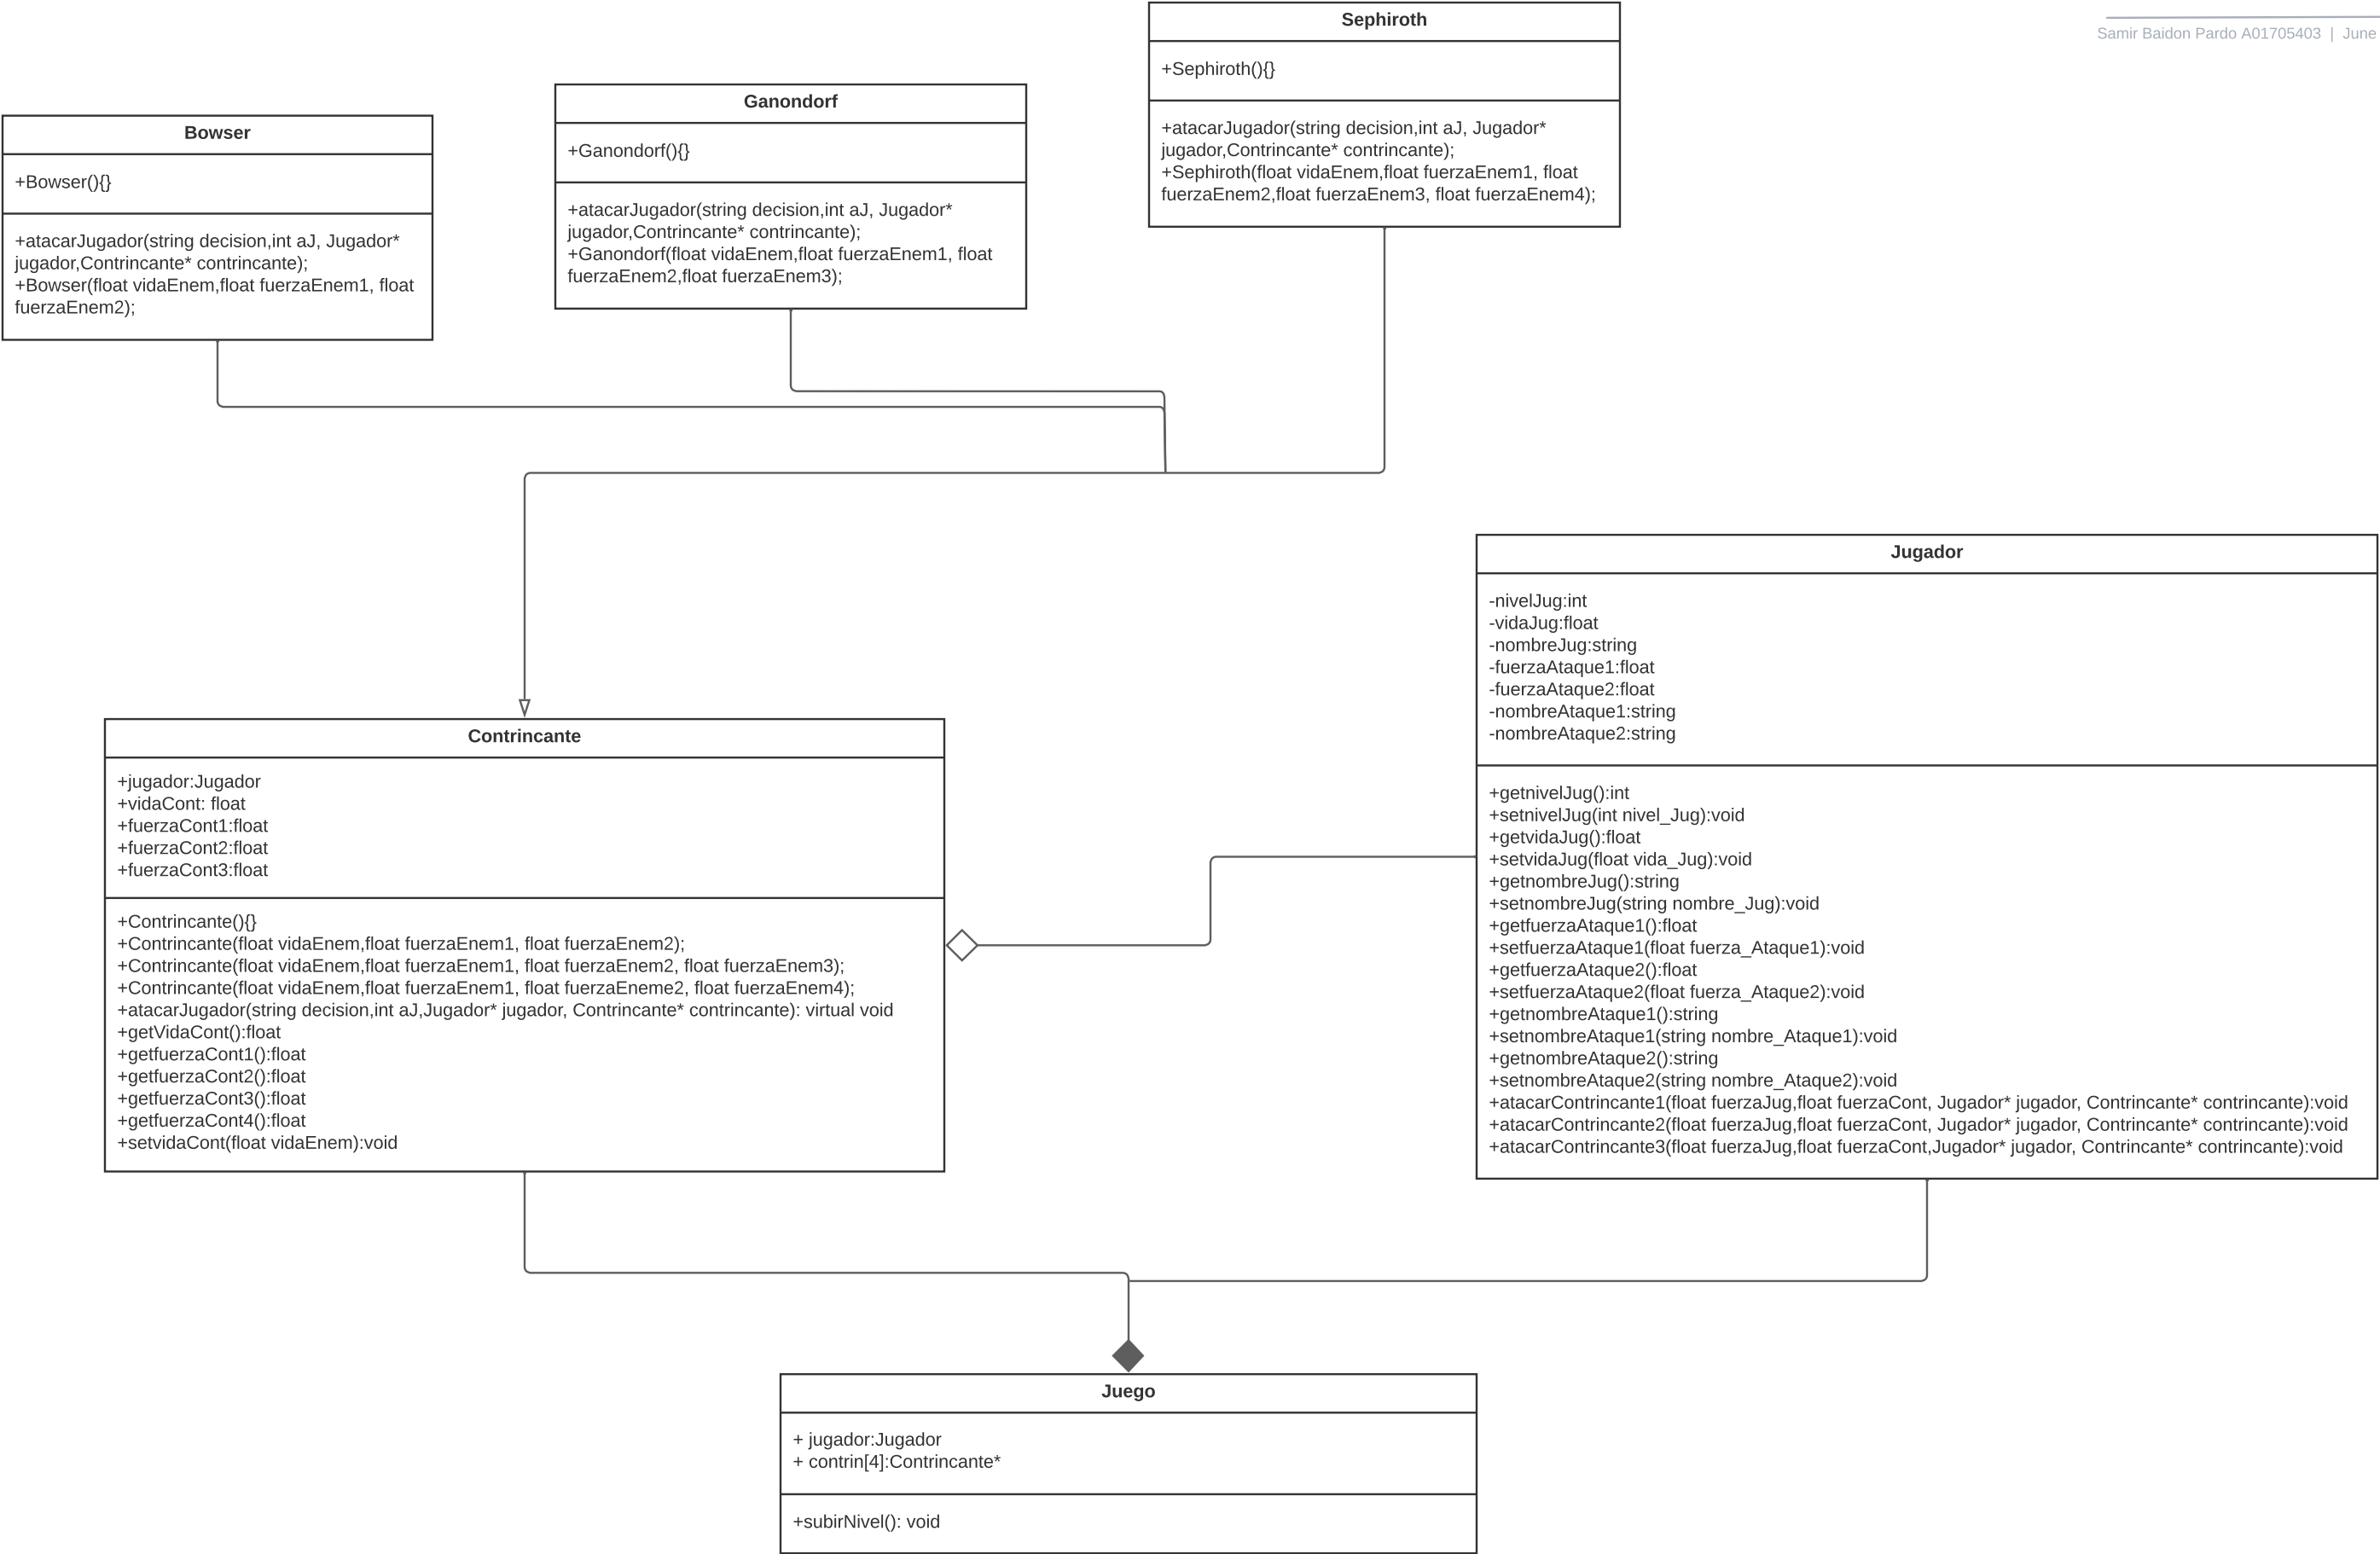 Samir Baidon Pardo A01705403 | June
Sephiroth
+Sephiroth(){}
+atacarJugador(string decision,int aJ, Jugador*
jugador,Contrincante* contrincante);
+Sephiroth(float vidaEnem,float fuerzaEnem1, float
fuerzaEnem2,float fuerzaEnem3, float fuerzaEnem4);
Ganondorf
+Ganondorf(){}
+atacarJugador(string decision,int aJ, Jugador*
jugador,Contrincante* contrincante);
+Ganondorf(float vidaEnem,float fuerzaEnem1, float
fuerzaEnem2,float fuerzaEnem3);
Bowser
+Bowser(){}
+atacarJugador(string decision,int aJ, Jugador*
jugador,Contrincante* contrincante);
+Bowser(float vidaEnem,float fuerzaEnem1, float
fuerzaEnem2);
Jugador
-nivelJug:int
-vidaJug:float
-nombreJug:string
-fuerzaAtaque1:float
-fuerzaAtaque2:float
-nombreAtaque1:string
-nombreAtaque2:string
+getnivelJug():int
+setnivelJug(int nivel_Jug):void
+getvidaJug():float
+setvidaJug(float vida_Jug):void
+getnombreJug():string
+setnombreJug(string nombre_Jug):void
+getfuerzaAtaque1():float
+setfuerzaAtaque1(float fuerza_Ataque1):void
+getfuerzaAtaque2():float
+setfuerzaAtaque2(float fuerza_Ataque2):void
+getnombreAtaque1():string
+setnombreAtaque1(string nombre_Ataque1):void
+getnombreAtaque2():string
+setnombreAtaque2(string nombre_Ataque2):void
+atacarContrincante1(float fuerzaJug,float fuerzaCont, Jugador* jugador, Contrincante* contrincante):void
+atacarContrincante2(float fuerzaJug,float fuerzaCont, Jugador* jugador, Contrincante* contrincante):void
+atacarContrincante3(float fuerzaJug,float fuerzaCont,Jugador* jugador, Contrincante* contrincante):void
Contrincante
+jugador:Jugador
+vidaCont: float
+fuerzaCont1:float
+fuerzaCont2:float
+fuerzaCont3:float
+Contrincante(){}
+Contrincante(float vidaEnem,float fuerzaEnem1, float fuerzaEnem2);
+Contrincante(float vidaEnem,float fuerzaEnem1, float fuerzaEnem2, float fuerzaEnem3);
+Contrincante(float vidaEnem,float fuerzaEnem1, float fuerzaEneme2, float fuerzaEnem4);
+atacarJugador(string decision,int aJ,Jugador* jugador, Contrincante* contrincante): virtual void
+getVidaCont():float
+getfuerzaCont1():float
+getfuerzaCont2():float
+getfuerzaCont3():float
+getfuerzaCont4():float
+setvidaCont(float vidaEnem):void
Juego
+ jugador:Jugador
+ contrin[4]:Contrincante*
+subirNivel(): void